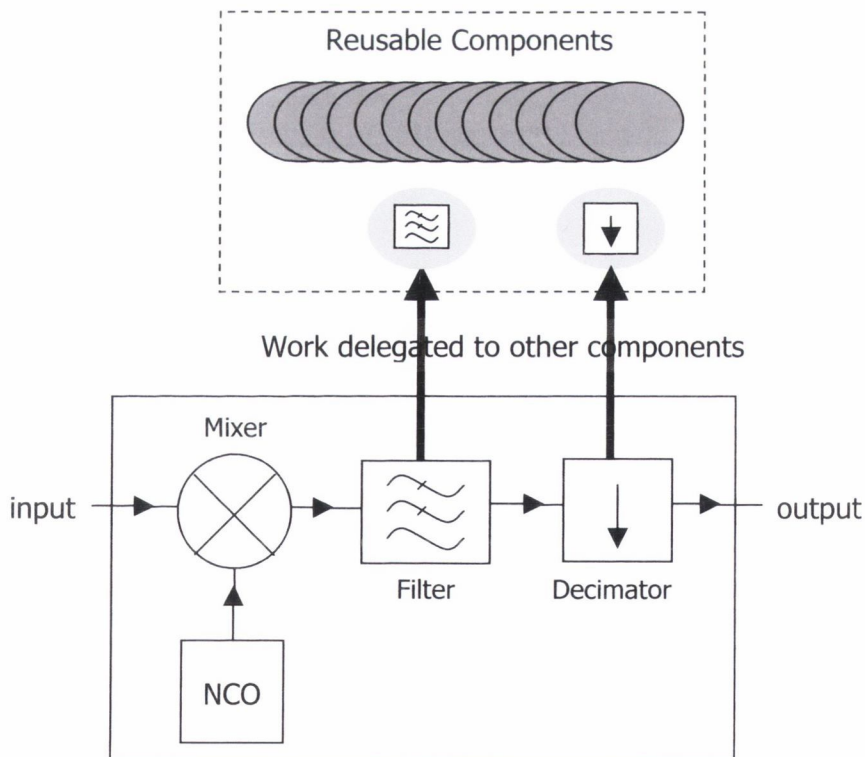 Reusable Components
Work delegated to other components
Mixer
input
output
Filter
Decimator
NCO